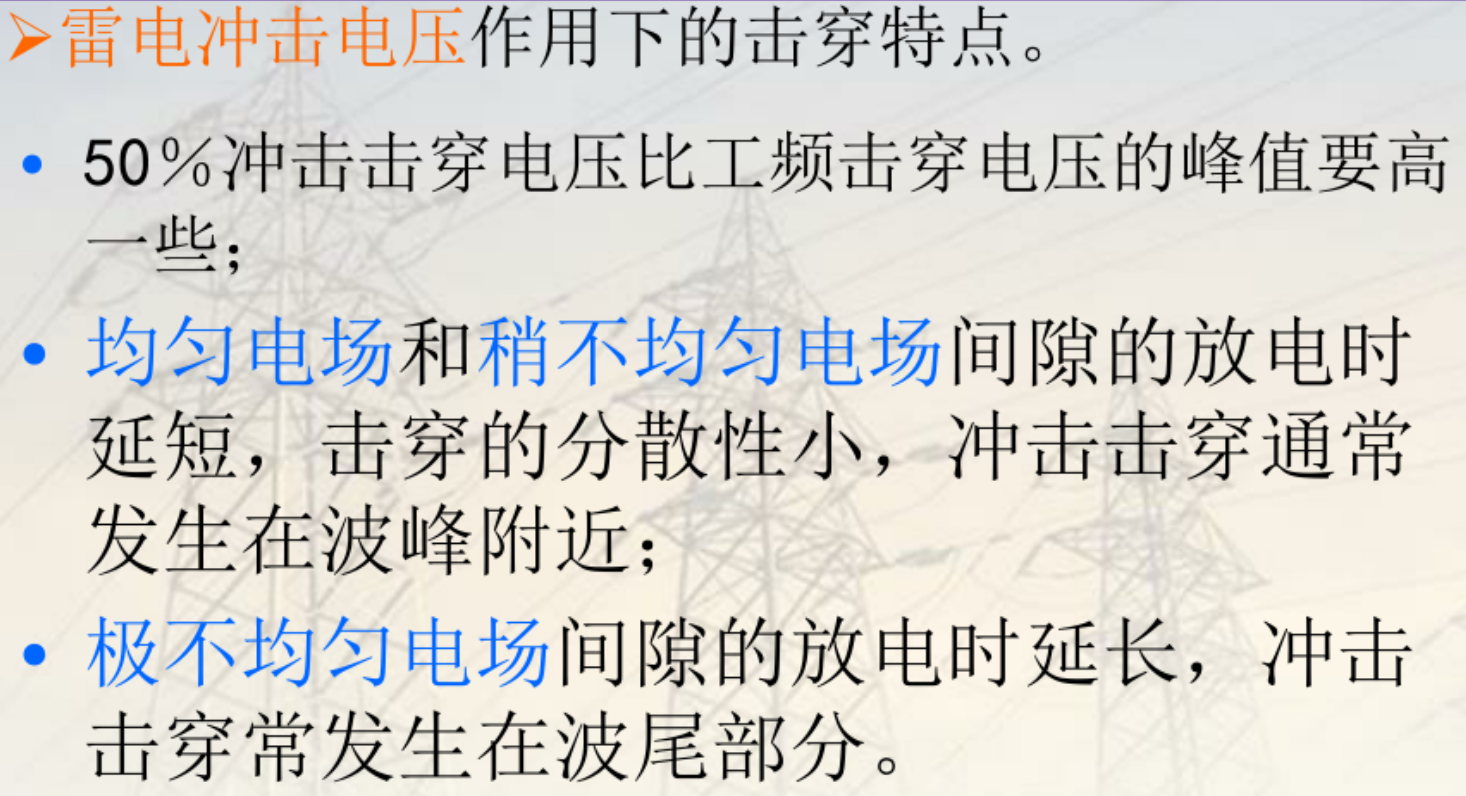 ➢雷电冲击电压作用下的击穿特点。
• 50%冲击击穿电压比工频击穿电压的峰值要高
一些;
• 均匀电场和稍不均匀电场间隙的放电时
延短，击穿的分散性小，冲击击穿通常
发生在波峰附近;
• 极不均匀电场间隙的放电时延长，冲击
击穿常发生在波尾部分。